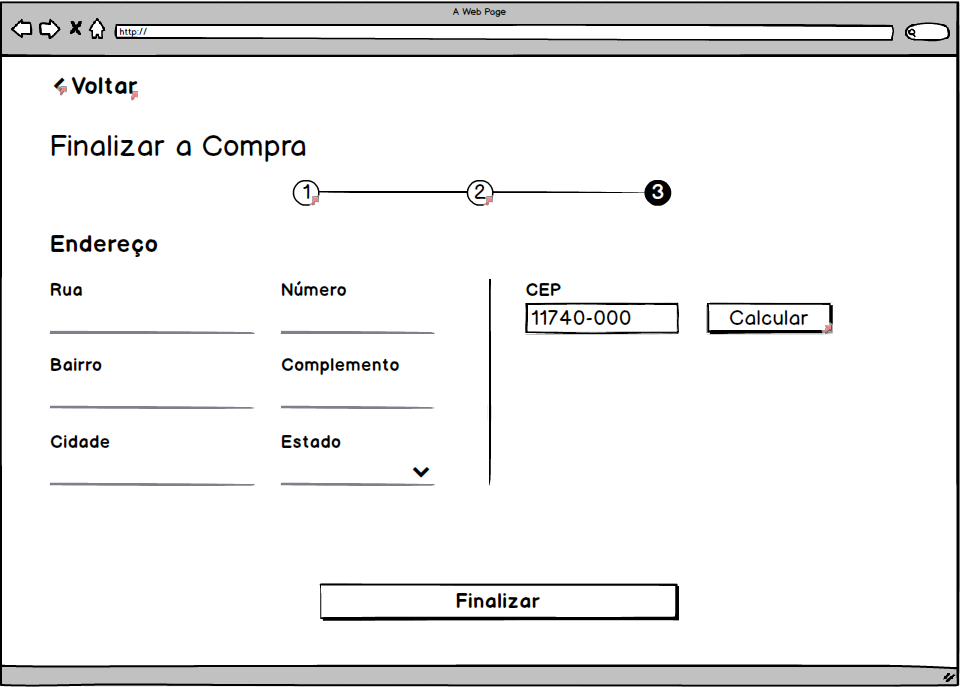 A Web Page
http://
Voltar
Finalizar a Compra
1 2 3
Endereço
Rua Número CEP
11740-000 Calcular
Bairro Complemento
Cidade Estado
Finalizar